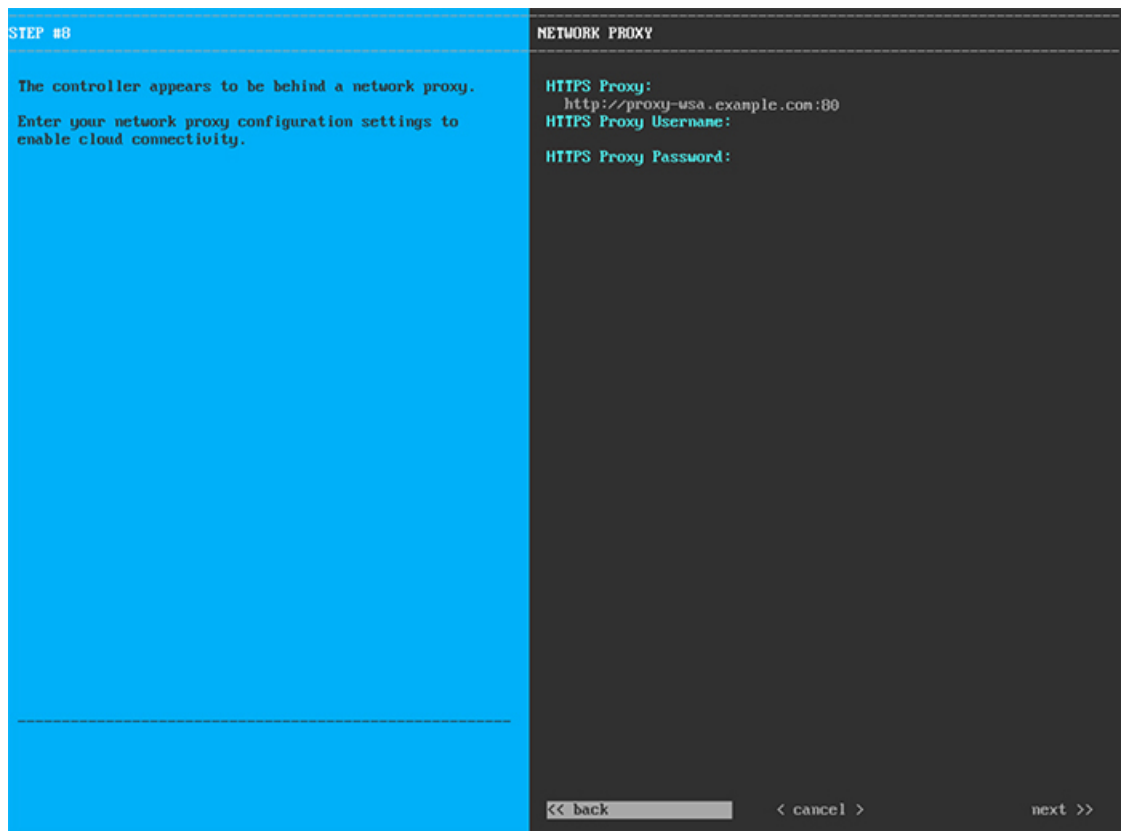 STEP #8
The controller appears to be behind a network proxy.
Enter your network proxy configuration settings to
enable cloud connectivity.
NETWORK PROXY
HTTPS Proxy:
http://proxy-wsa.example.com:80
HTTPS Proxy Username:
HTTPS Proxy Password:
<< back
< cancel >
next >>